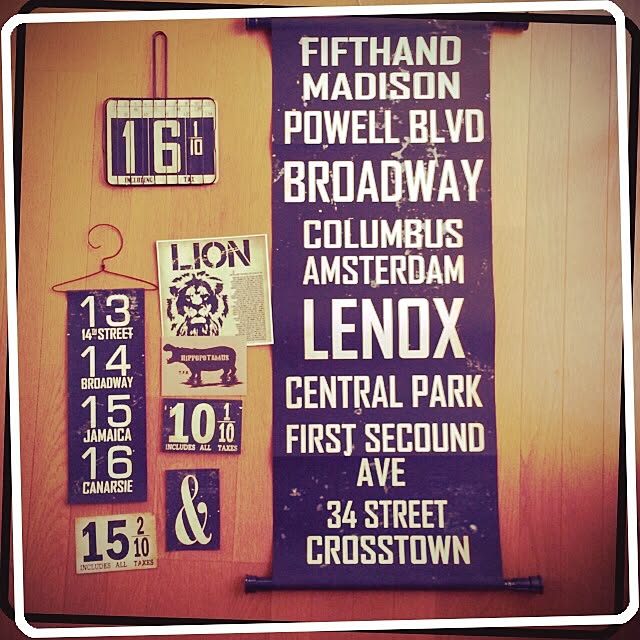 16 1/10
INCLUDING TAX
13
14TH STREET
14
BROADWAY
15
JAMAICA
16
CANARSIE
LION
HIPPOPOTAMUS
10 1/10
INCLUDES ALL TAXES
&
15 2/10
INCLUDES ALL TAXES
FIFTHAND
MADISON
POWELL BLVD
BROADWAY
COLUMBUS
AMSTERDAM
LENOX
CENTRAL PARK
FIRST SECOUND
AVE
34 STREET
CROSSTOWN